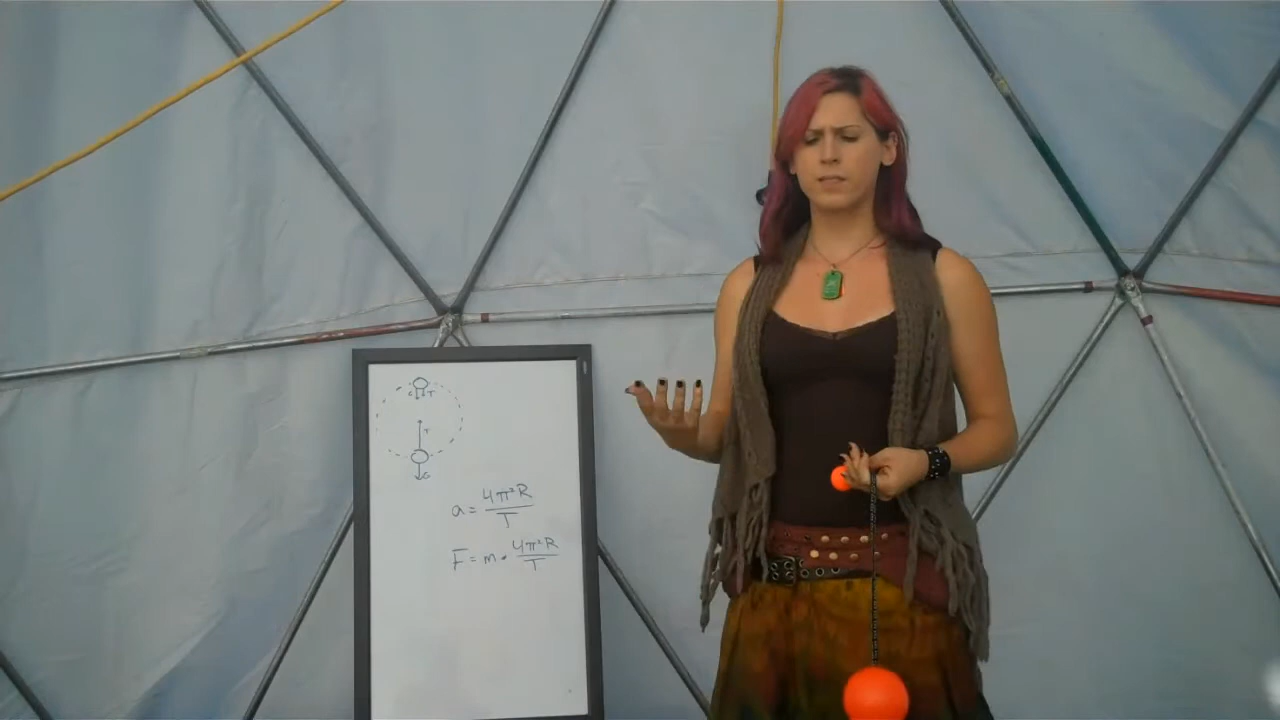 G T
T
G
a = 4π²R / T
F = m • 4π²R / T